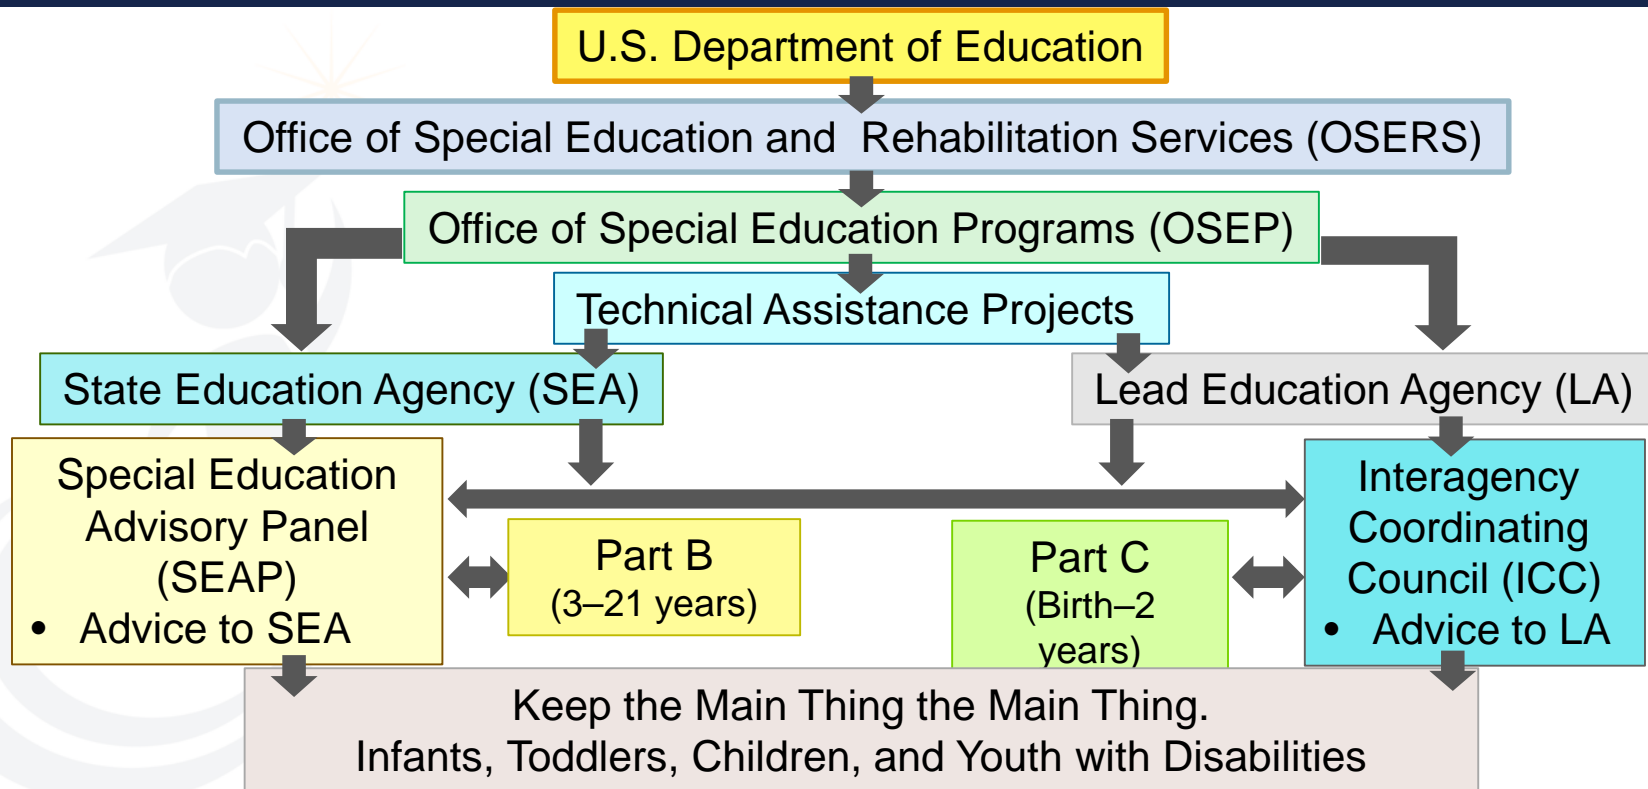 U.S. Department of Education
Office of Special Education and Rehabilitation Services (OSERS)
Office of Special Education Programs (OSEP)
Technical Assistance Projects
State Education Agency (SEA)
Lead Education Agency (LA)
Special Education
Advisory Panel
(SEAP)
• Advice to SEA
Part B
(3–21 years)
Part C
(Birth–2
years)
Interagency
Coordinating
Council (ICC)
• Advice to LA
Keep the Main Thing the Main Thing.
Infants, Toddlers, Children, and Youth with Disabilities